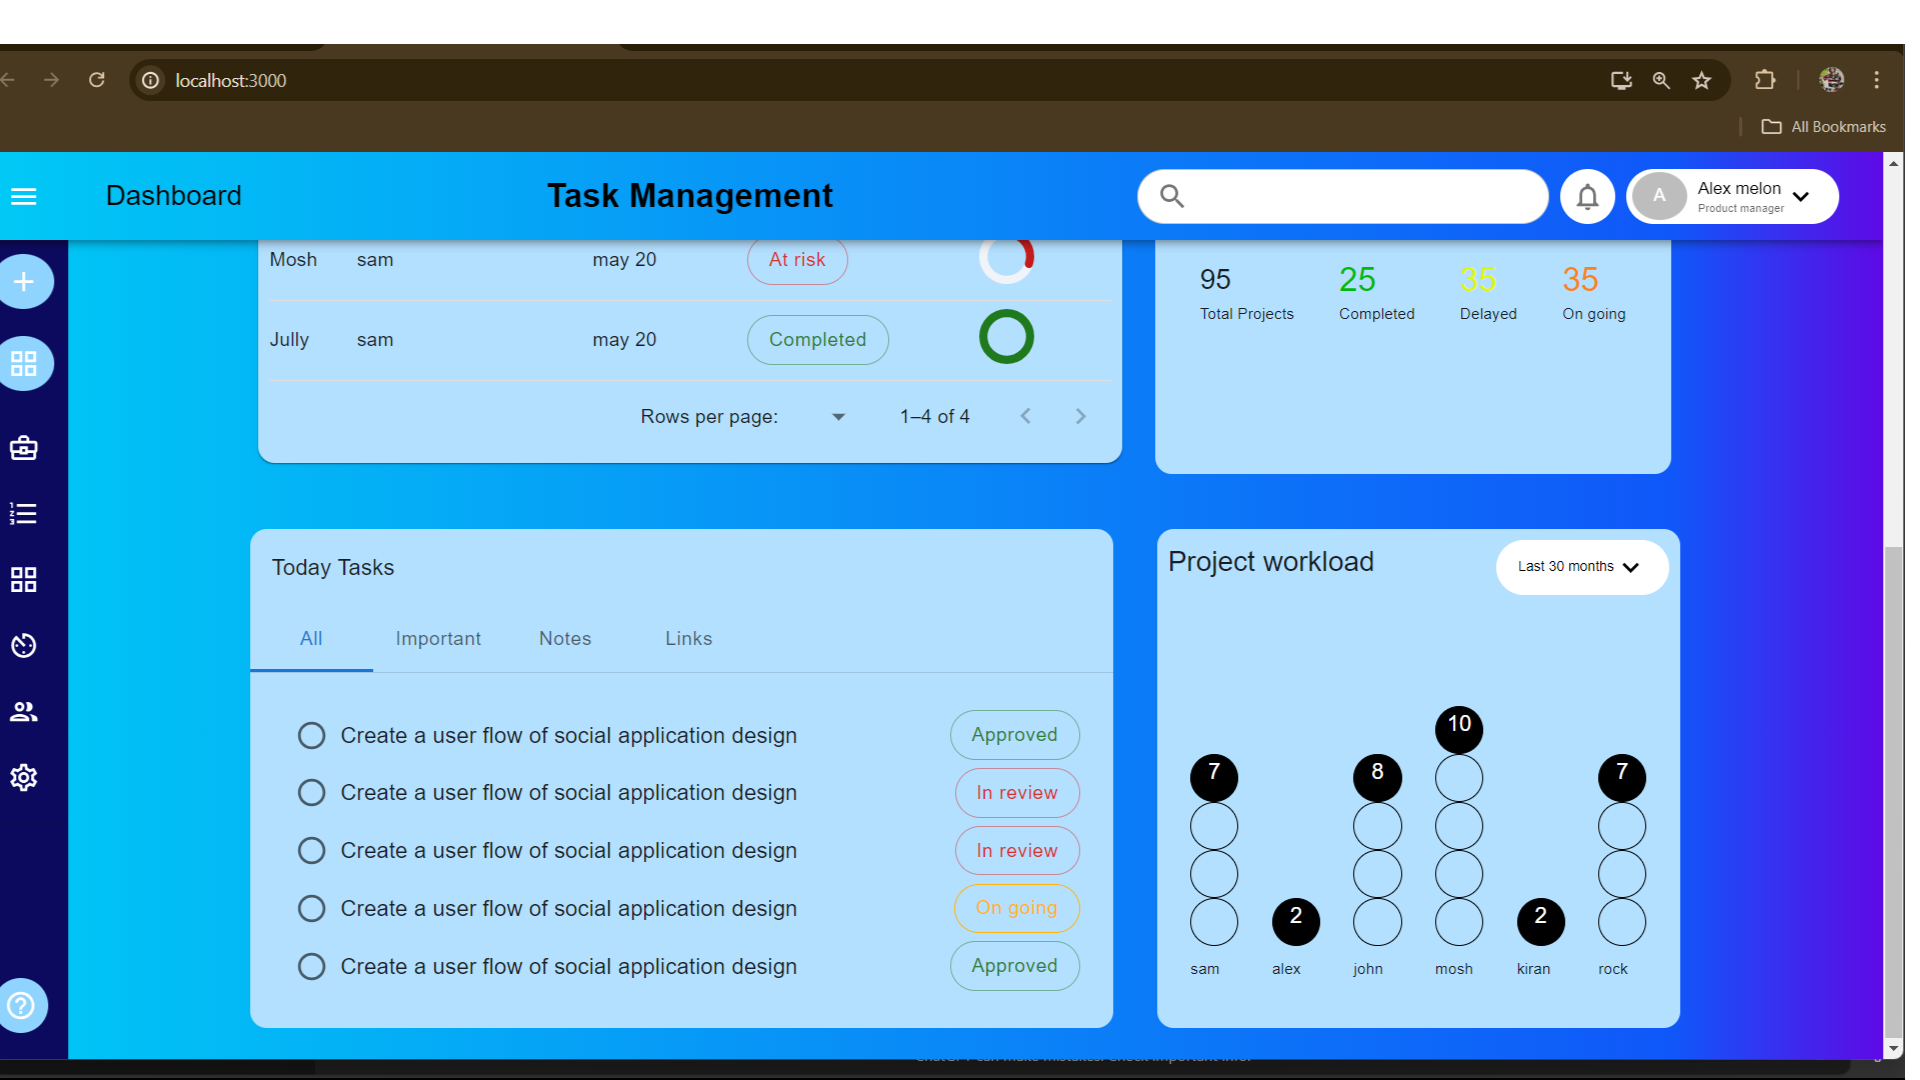 localhost:3000
All Bookmarks
Dashboard
Task Management
A
Alex melon
Product manager
Mosh sam may 20 At risk
Jully sam may 20 Completed
Rows per page: 1–4 of 4
95 25 35 35
Total Projects Completed Delayed On going
Today Tasks
All Important Notes Links
Create a user flow of social application design Approved
Create a user flow of social application design In review
Create a user flow of social application design In review
Create a user flow of social application design On going
Create a user flow of social application design Approved
Project workload
Last 30 months
10
7 8 7
2 2
sam alex john mosh kiran rock